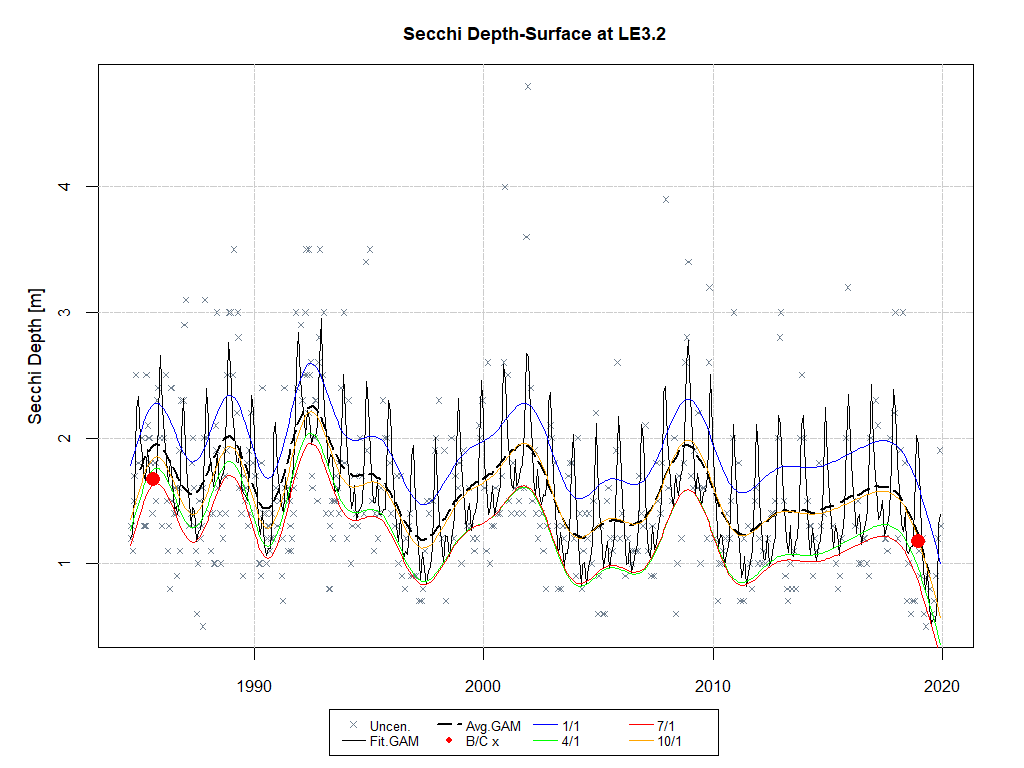 Secchi Depth-Surface at LE3.2
Secchi Depth [m]
4
3
2
1
1990 2000 2010 2020
Uncen. Avg.GAM 1/1 7/1
Fit.GAM B/C x 4/1 10/1